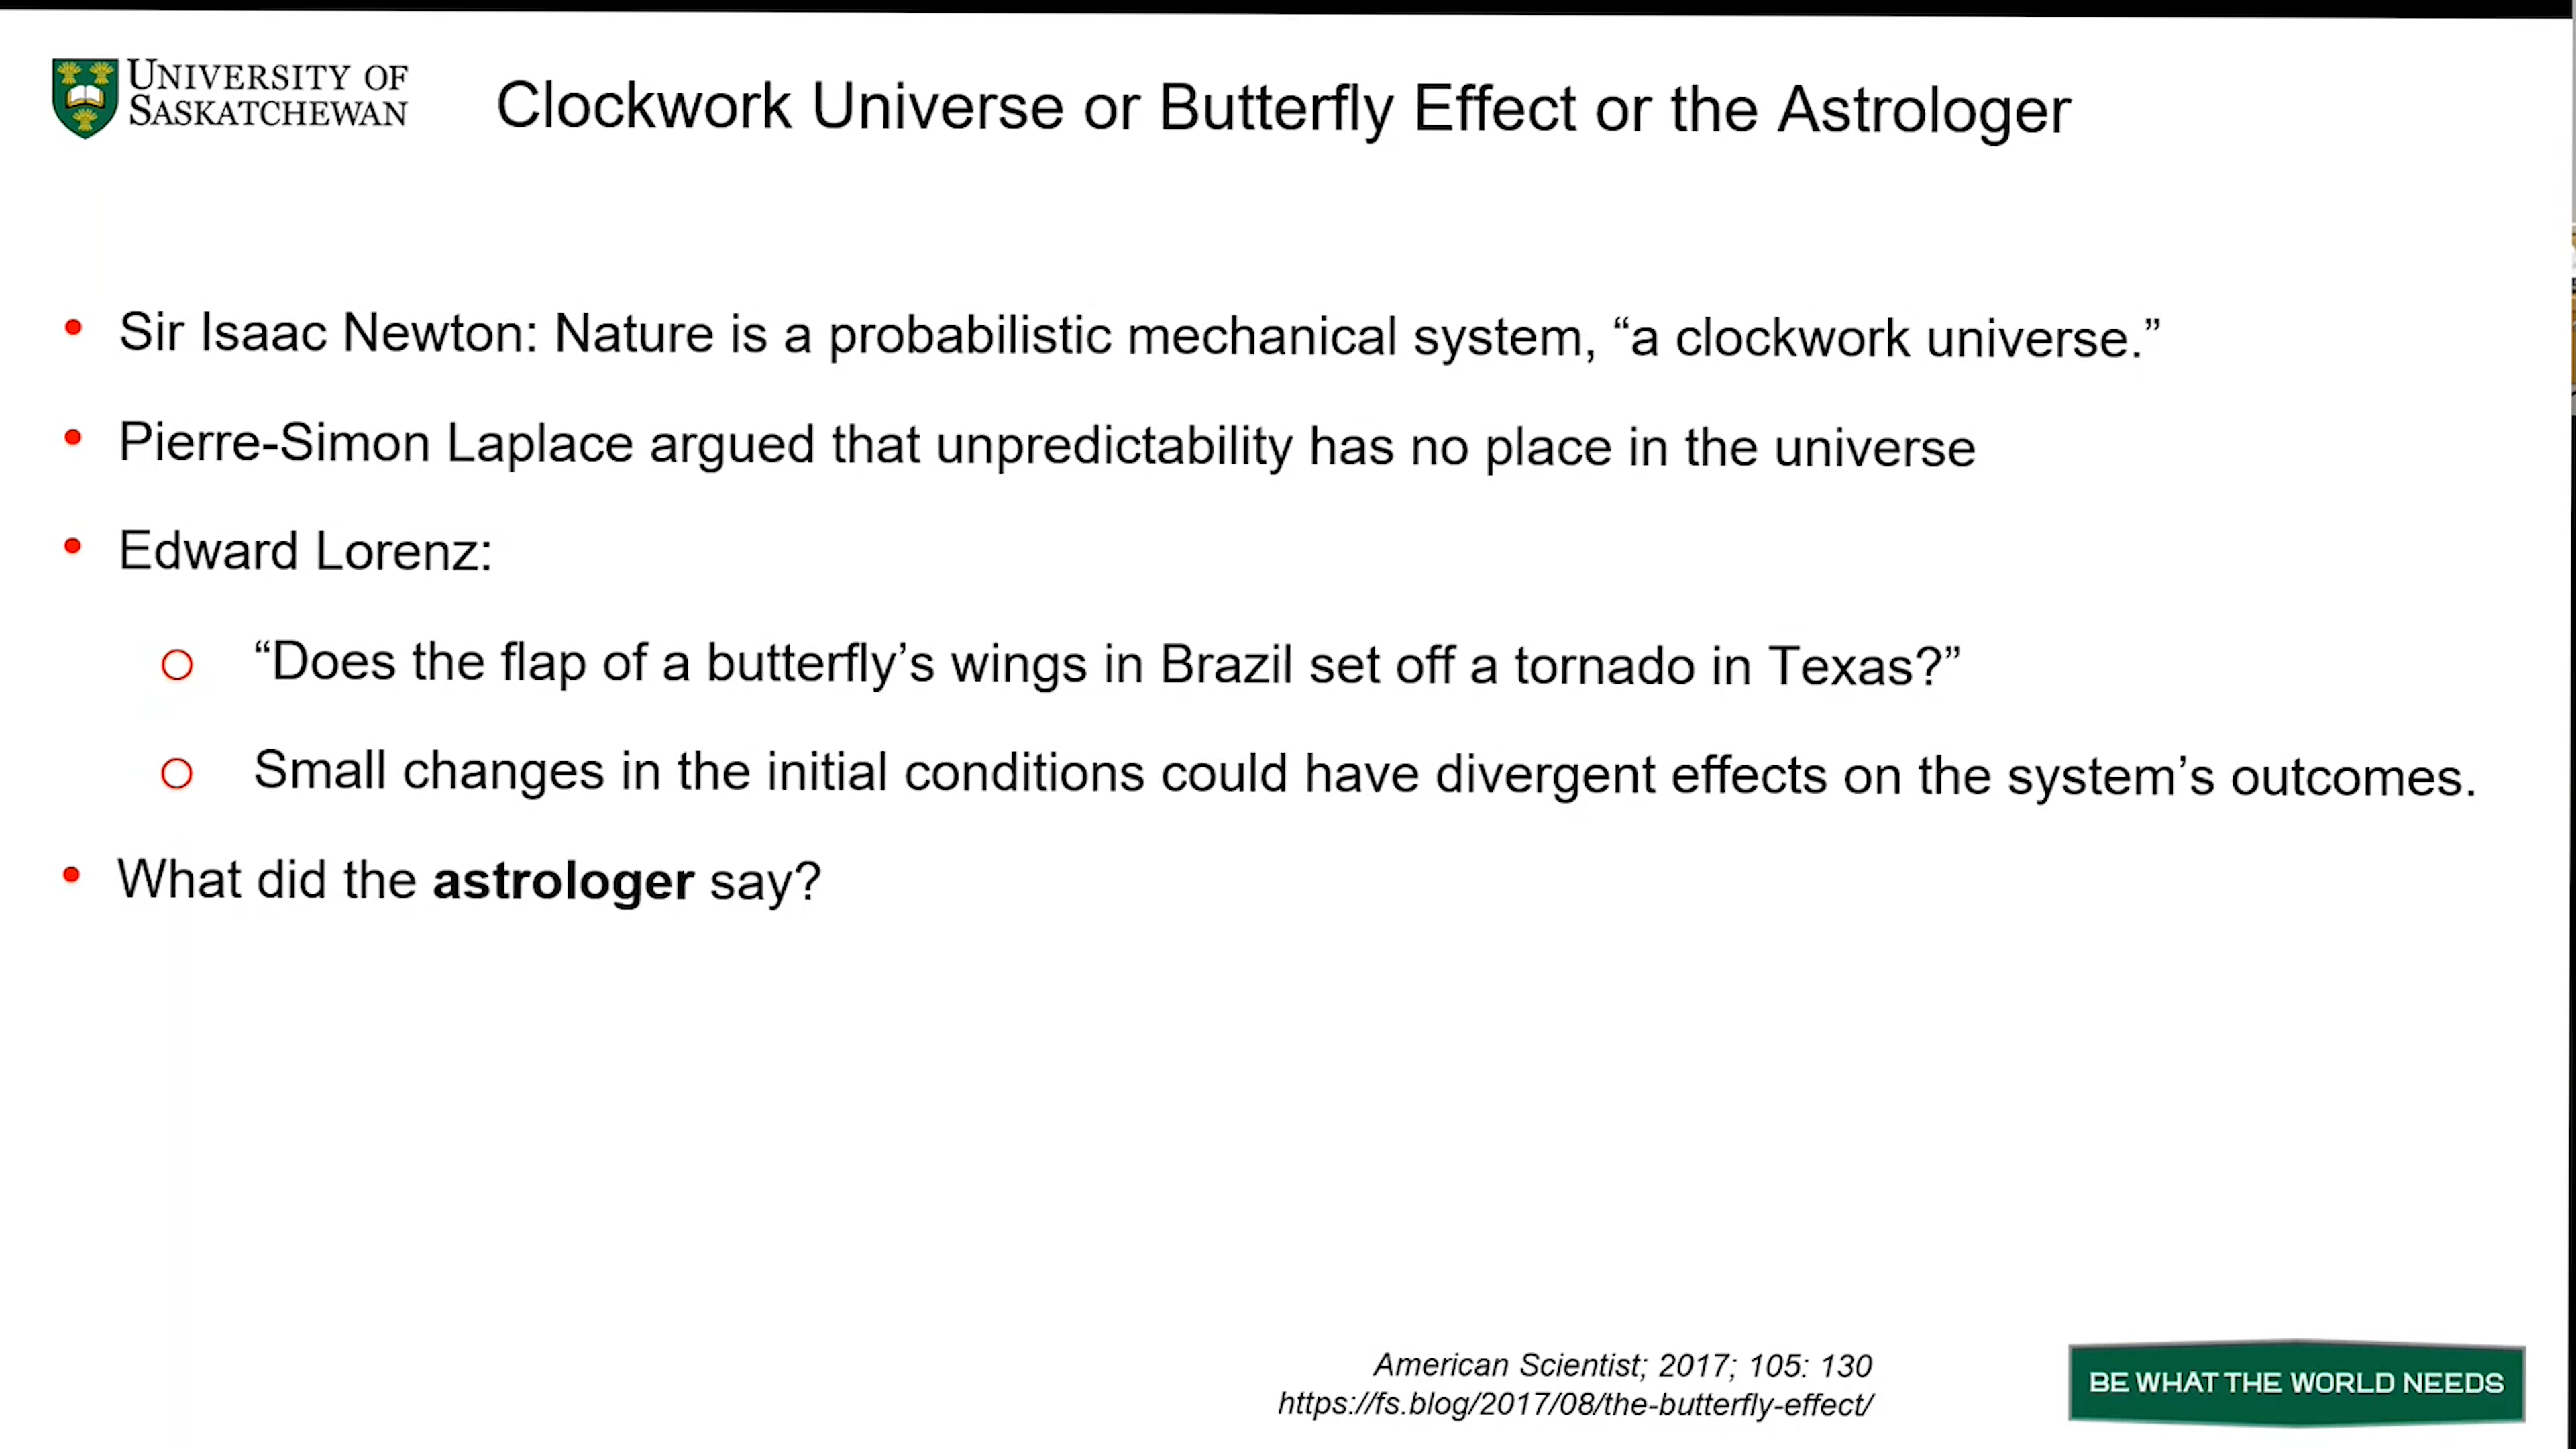 UNIVERSITY OF
SASKATCHEWAN
Clockwork Universe or Butterfly Effect or the Astrologer
• Sir Isaac Newton: Nature is a probabilistic mechanical system, “a clockwork universe.”
• Pierre-Simon Laplace argued that unpredictability has no place in the universe
• Edward Lorenz:
o “Does the flap of a butterfly’s wings in Brazil set off a tornado in Texas?”
o Small changes in the initial conditions could have divergent effects on the system’s outcomes.
• What did the astrologer say?
American Scientist; 2017; 105: 130
https://fs.blog/2017/08/the-butterfly-effect/
BE WHAT THE WORLD NEEDS